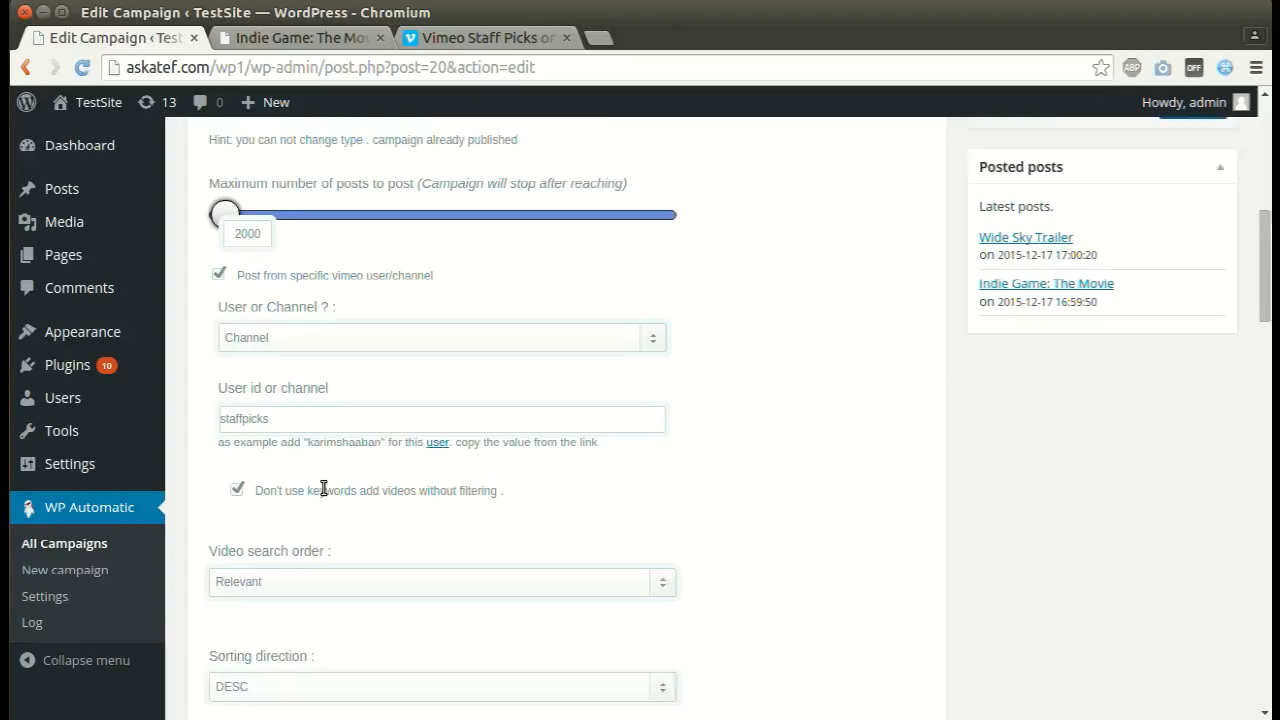 Edit Campaign ‹ TestSite — WordPress - Chromium
Edit Campaign ‹ Test
Indie Game: The Mov
Vimeo Staff Picks on
askatef.com/wp1/wp-admin/post.php?post=20&action=edit
ABP
OFF
TestSite
13
0
New
Howdy, admin
Dashboard
Posts
Media
Pages
Comments
Appearance
Plugins 10
Users
Tools
Settings
WP Automatic
All Campaigns
New campaign
Settings
Log
Collapse menu
Hint: you can not change type . campaign already published
Maximum number of posts to post (Campaign will stop after reaching)
2000
Post from specific vimeo user/channel
User or Channel ? :
Channel
User id or channel
staffpicks
as example add "karimshaaban" for this user. copy the value from the link
Don't use keywords add videos without filtering .
Video search order :
Relevant
Sorting direction :
DESC
Posted posts
Latest posts.
Wide Sky Trailer
on 2015-12-17 17:00:20
Indie Game: The Movie
on 2015-12-17 16:59:50